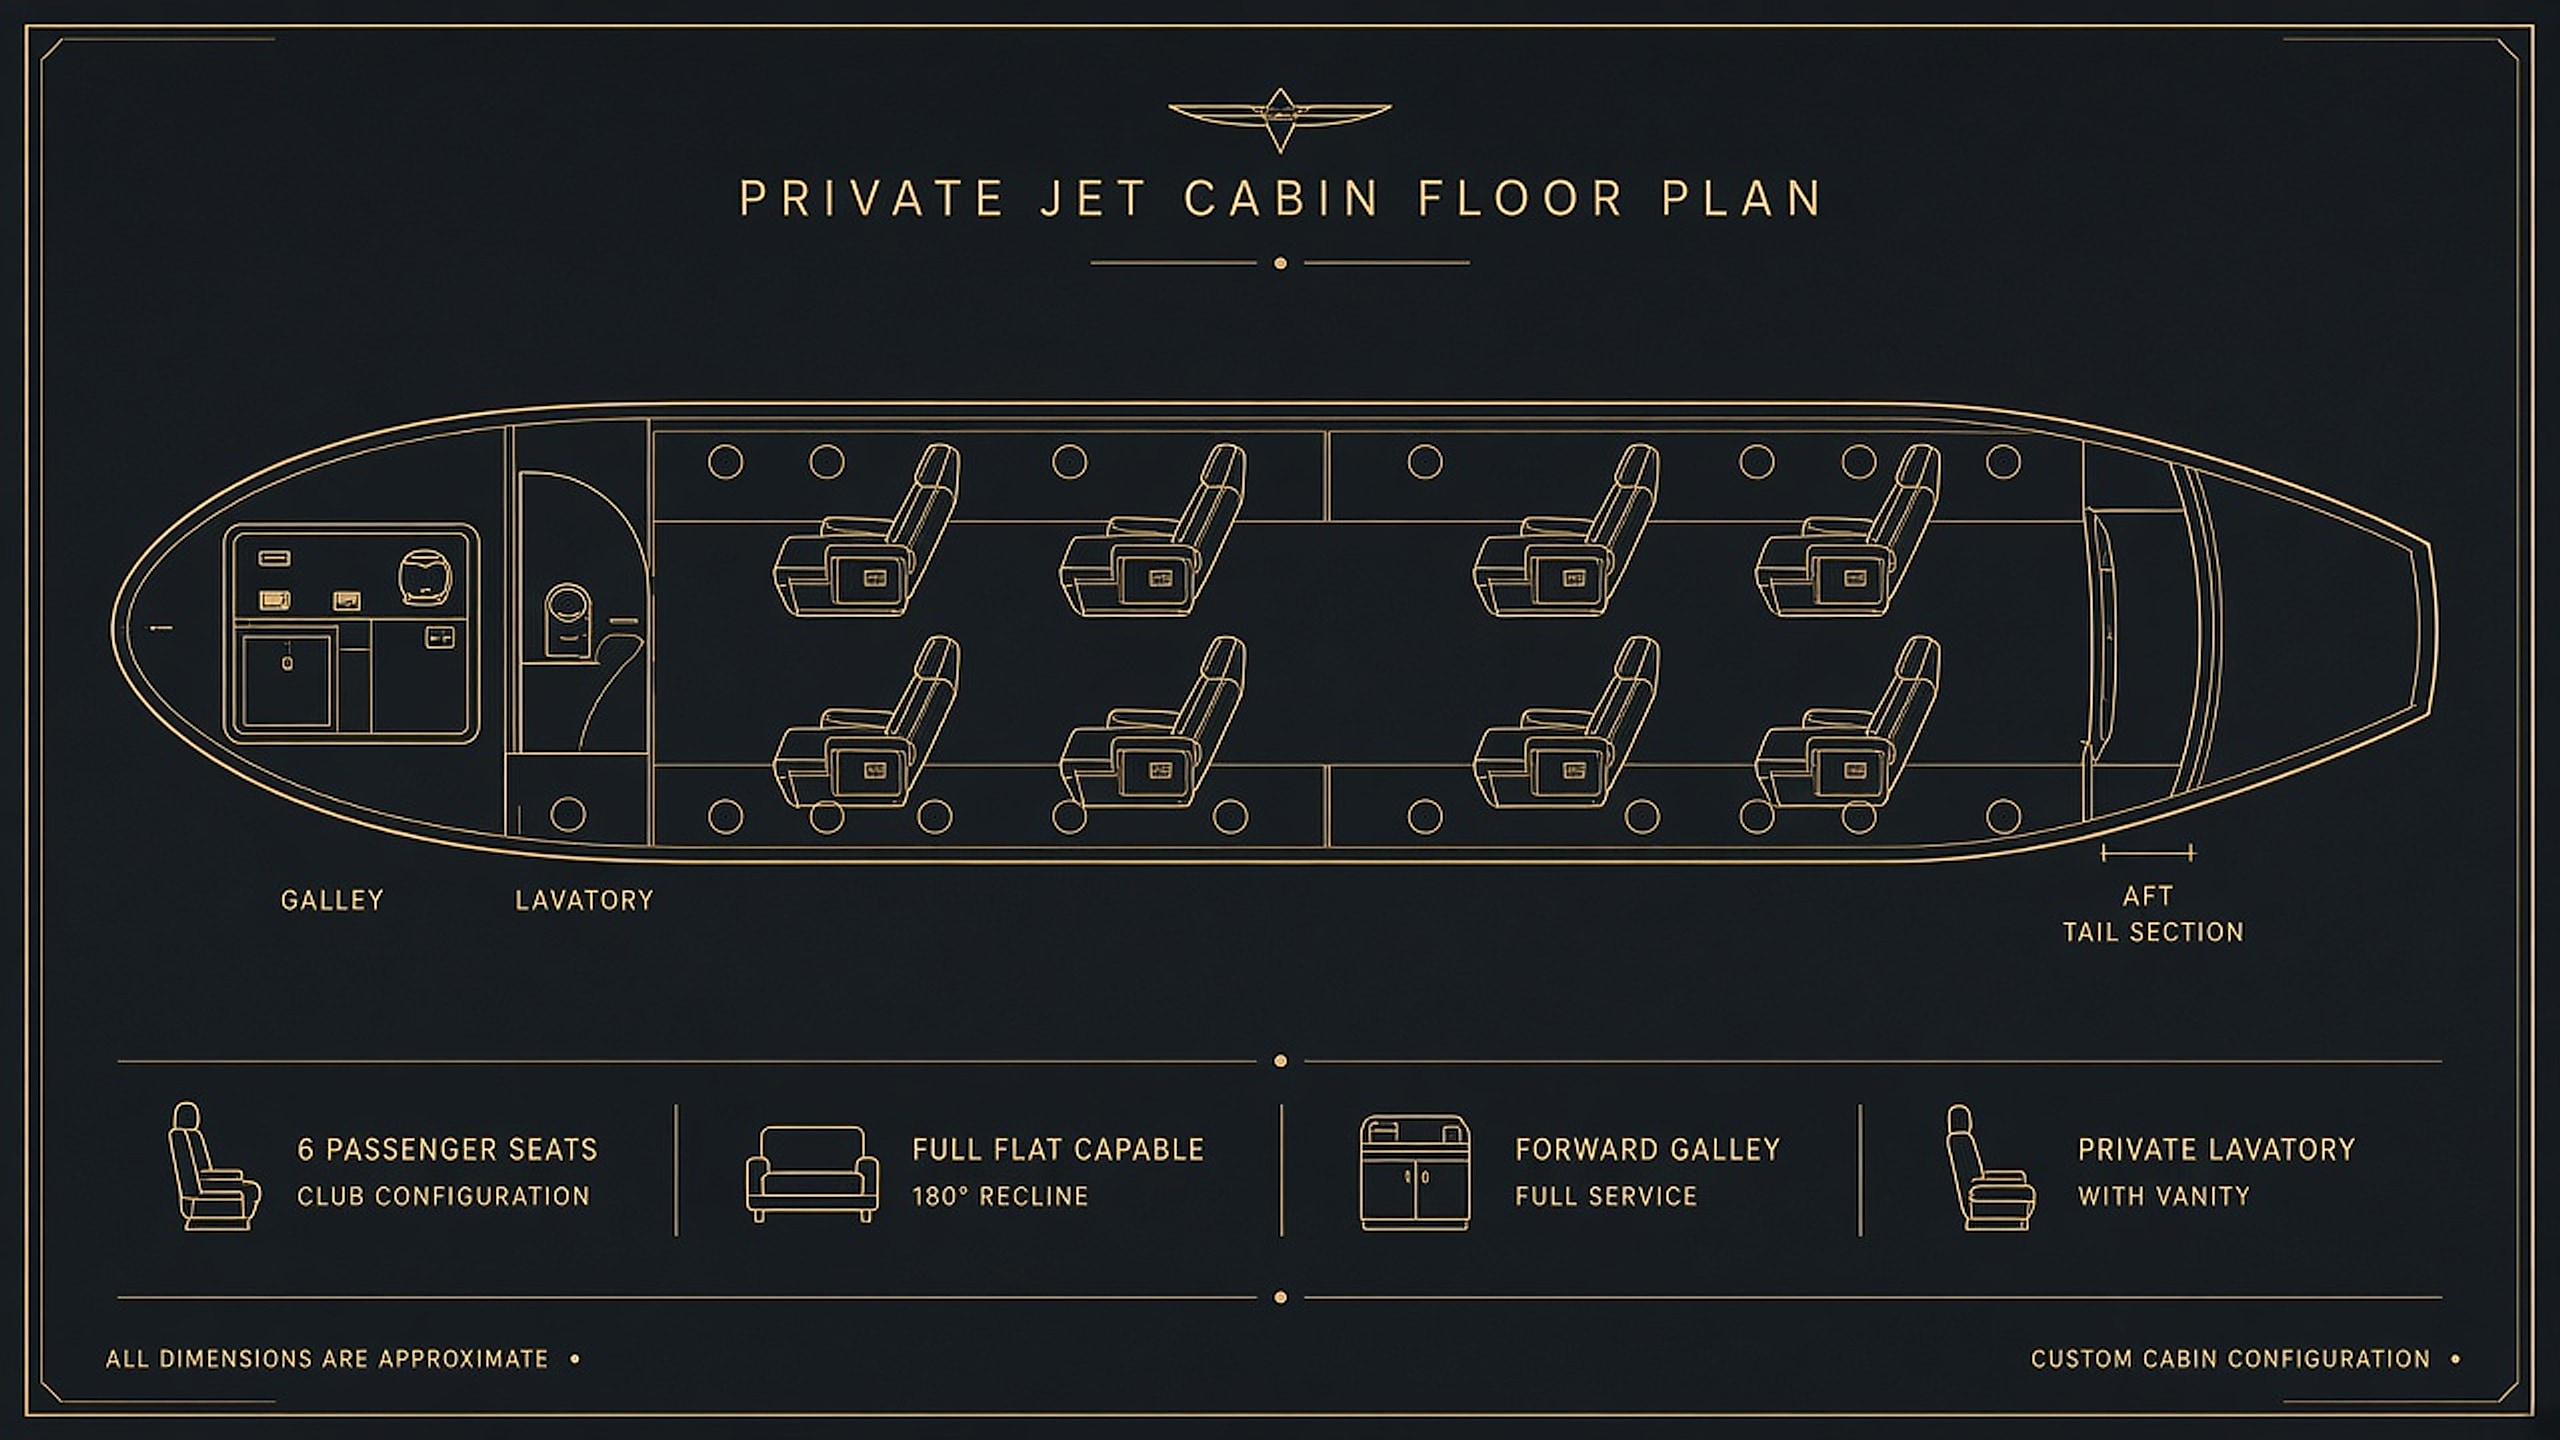 PRIVATE JET CABIN FLOOR PLAN
GALLEY
LAVATORY
AFT
TAIL SECTION
6 PASSENGER SEATS
CLUB CONFIGURATION
FULL FLAT CAPABLE
180° RECLINE
FORWARD GALLEY
FULL SERVICE
PRIVATE LAVATORY
WITH VANITY
ALL DIMENSIONS ARE APPROXIMATE •
CUSTOM CABIN CONFIGURATION •